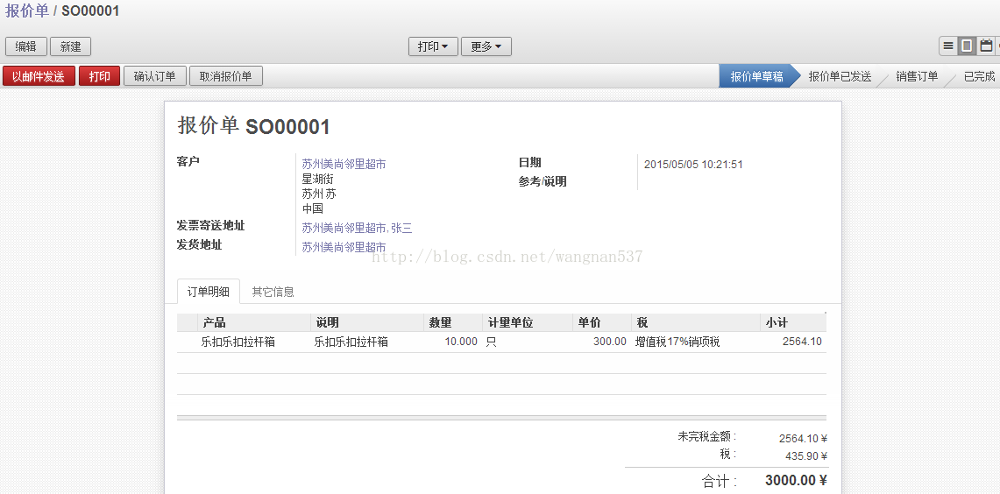 报价单 / SO00001
编辑 新建 打印 更多
以邮件发送 打印 确认订单 取消报价单 报价单草稿 报价单已发送 销售订单 已完成
报价单 SO00001
客户 苏州美尚邻里超市 日期 2015/05/05 10:21:51
星湖街 参考/说明
苏州 苏
中国
发票寄送地址 苏州美尚邻里超市, 张三
发货地址 苏州美尚邻里超市
http://blog.csdn.net/wangnan537
订单明细 其它信息
产品 说明 数量 计量单位 单价 税 小计
乐扣乐扣拉杆箱 乐扣乐扣拉杆箱 10.000 只 300.00 增值税17%销项税 2564.10
未完税金额 : 2564.10 ¥
税 : 435.90 ¥
合计 : 3000.00 ¥